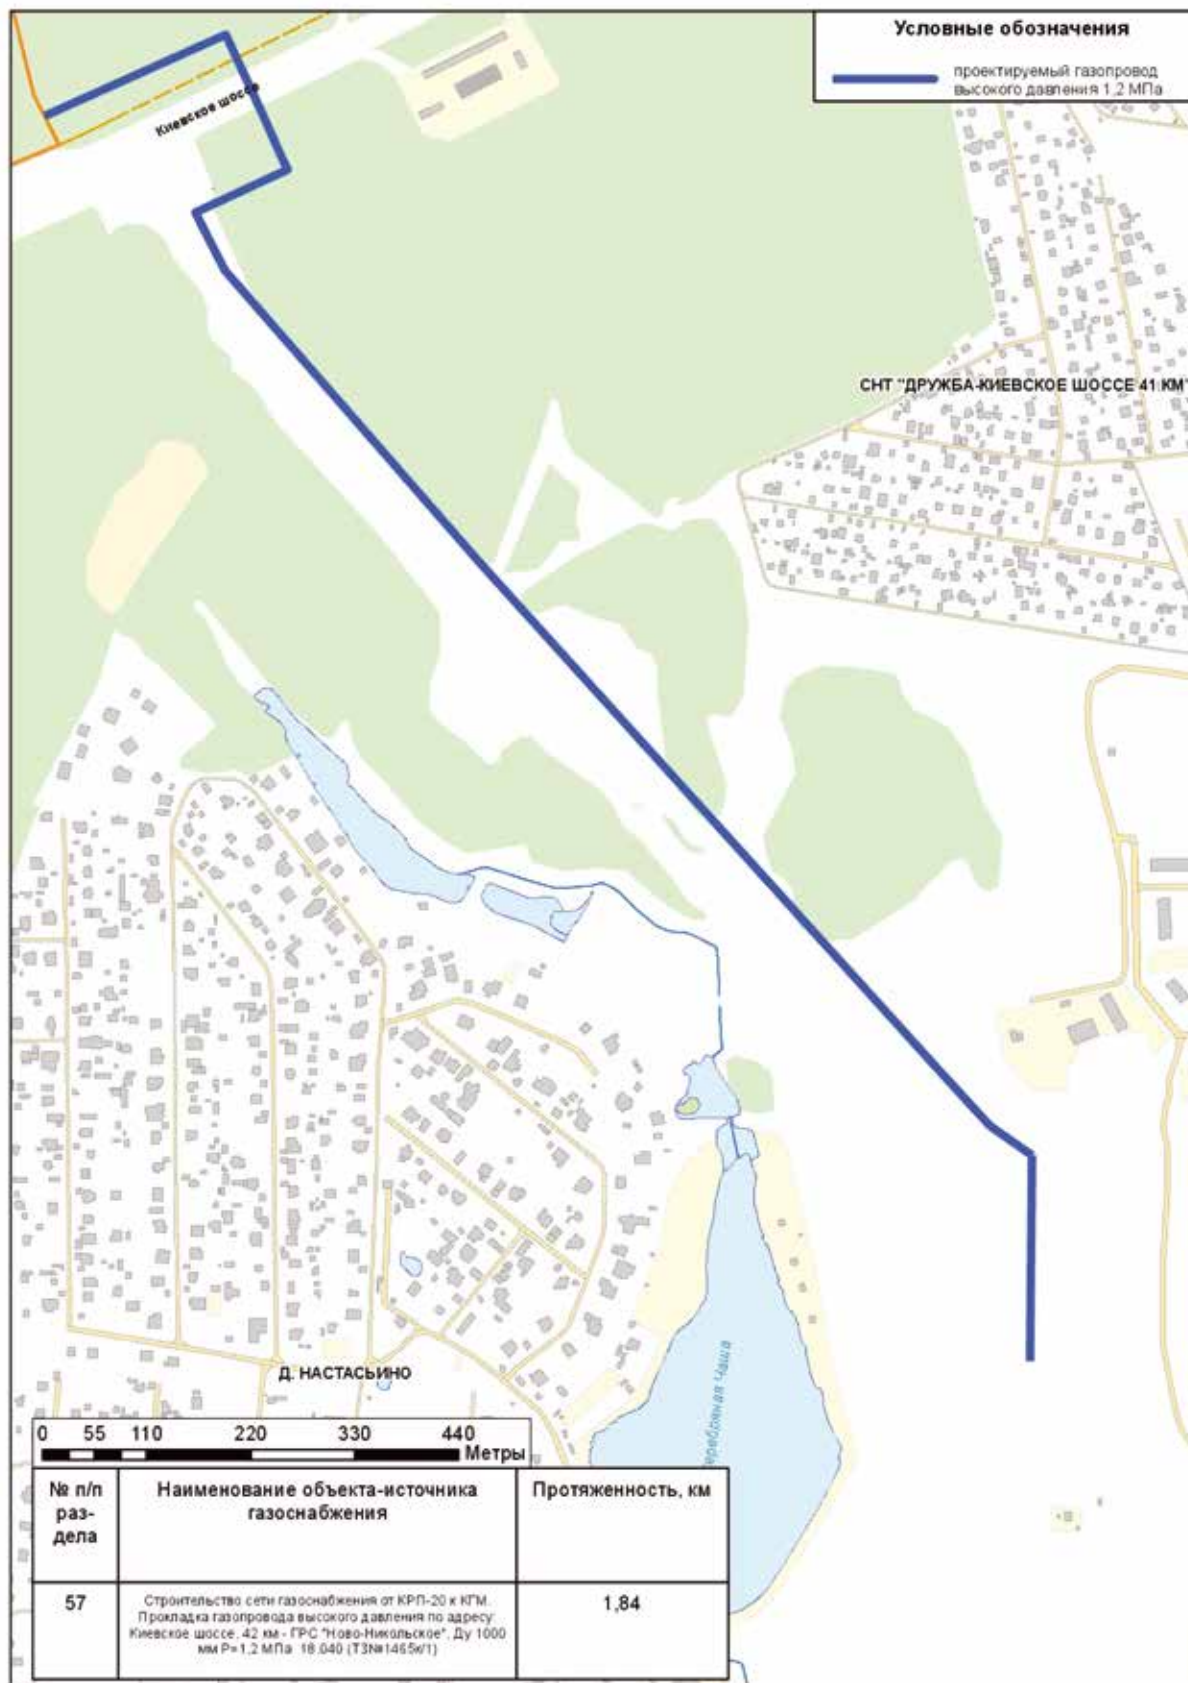 Условные обозначения
проектируемый газопровод
высокого давления 1,2 МПа
Киевское шоссе
СНТ "ДРУЖБА-КИЕВСКОЕ ШОССЕ 41 КМ"
Д. НАСТАСЬИНО
0 55 110 220 330 440
Метры
№ п/п
раз-
дела
Наименование объекта-источника
газоснабжения
Протяженность, км
57
Строительство сети газоснабжения от КРП-20 к КГМ.
Прокладка газопровода высокого давления по адресу:
Киевское шоссе, 42 км - ГРС "Ново-Никольское", Ду 1000
мм Р=1,2 МПа 18.040 (ТЗ№1465к/1)
1,84